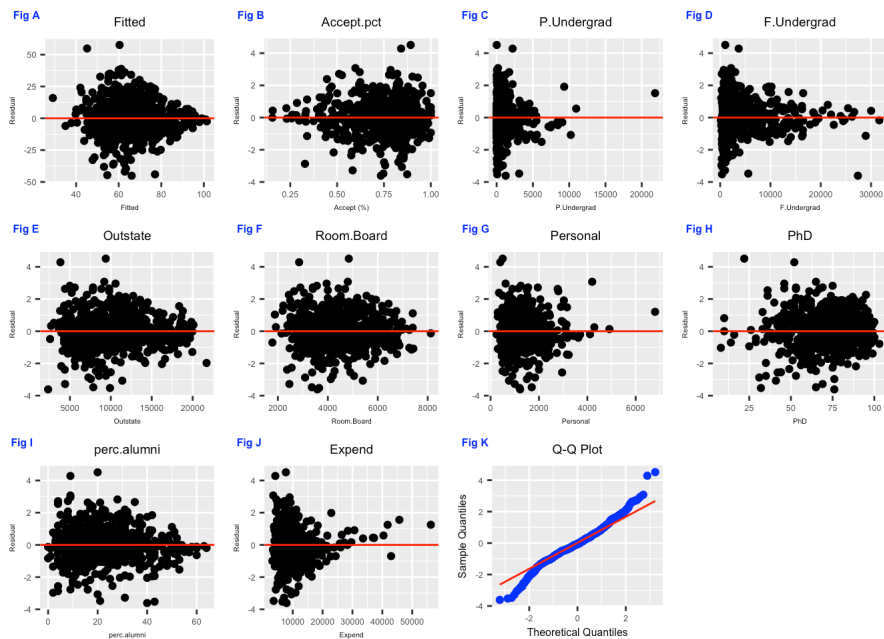 Fig A
Fitted
Residual
50
25
0
-25
-50
40
60
80
100
Fitted
Fig B
Accept.pct
Residual
4
2
0
-2
-4
0.25
0.50
0.75
1.00
Accept (%)
Fig C
P.Undergrad
Residual
4
2
0
-2
-4
0
5000
10000
15000
20000
P.Undergrad
Fig D
F.Undergrad
Residual
4
2
0
-2
-4
0
10000
20000
30000
F.Undergrad
Fig E
Outstate
Residual
4
2
0
-2
-4
5000
10000
15000
20000
Outstate
Fig F
Room.Board
Residual
4
2
0
-2
-4
2000
4000
6000
8000
Room.Board
Fig G
Personal
Residual
4
2
0
-2
-4
0
2000
4000
6000
Personal
Fig H
PhD
Residual
4
2
0
-2
-4
25
50
75
100
PhD
Fig I
perc.alumni
Residual
4
2
0
-2
-4
0
20
40
60
perc.alumni
Fig J
Expend
Residual
4
2
0
-2
-4
10000
20000
30000
40000
50000
Expend
Fig K
Q-Q Plot
Sample Quantiles
4
2
0
-2
-4
-2
0
2
Theoretical Quantiles